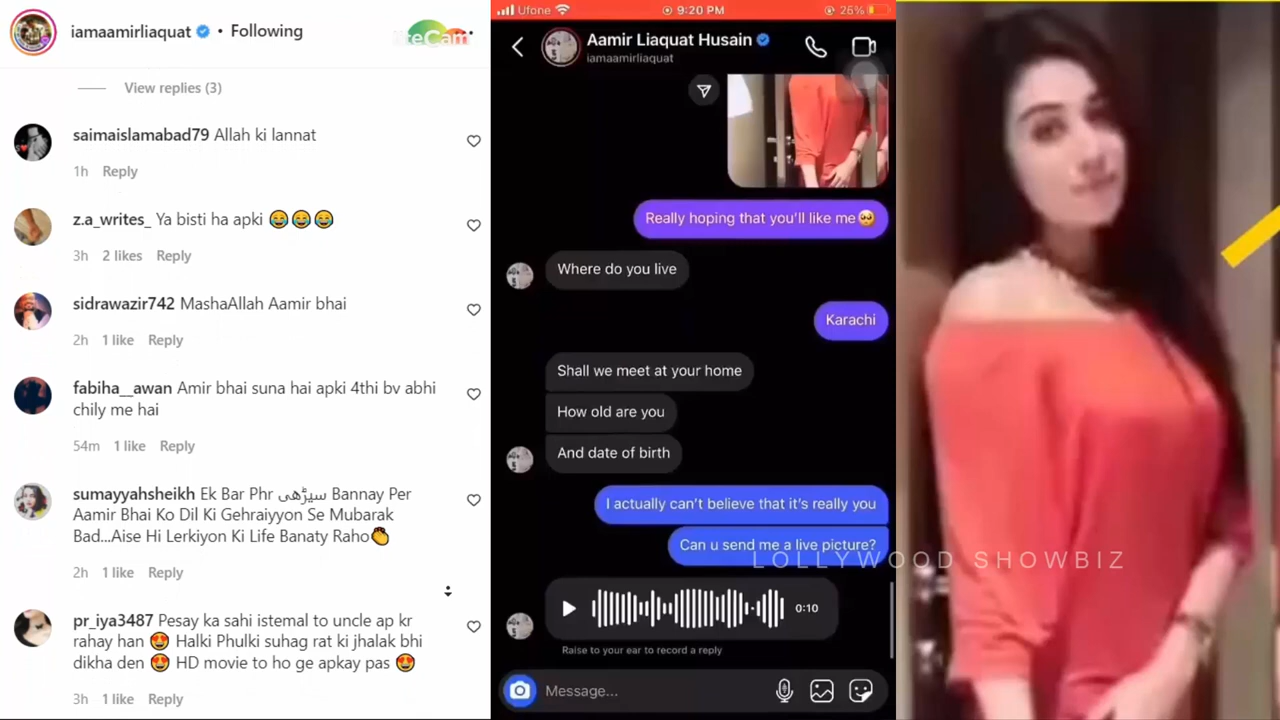 iamaamirliaquat • Following
View replies (3)
saimaislamabad79 Allah ki lannat
1h Reply
z.a_writes_ Ya bisti ha apki 😂😂😂
3h 2 likes Reply
sidrawazir742 MashaAllah Aamir bhai
2h 1 like Reply
fabiha__awan Amir bhai suna hai apki 4thi bv abhi
chily me hai
54m 1 like Reply
sumayyahsheikh Ek Bar Phr سیڑھی Bannay Per
Aamir Bhai Ko Dil Ki Gehraiyyon Se Mubarak
Bad...Aise Hi Lerkiyon Ki Life Banaty Raho👏
2h 1 like Reply
pr_iya3487 Pesay ka sahi istemal to uncle ap kr
rahay han 😍 Halki Phulki suhag rat ki jhalak bhi
dikha den 😍 HD movie to ho ge apkay pas 😍
3h 1 like Reply
Ufone 9:20 PM 26%
Aamir Liaquat Husain
iamaamirliaquat
Really hoping that you'll like me🥺
Where do you live
Karachi
Shall we meet at your home
How old are you
And date of birth
I actually can't believe that it's really you
Can u send me a live picture?
0:10
Raise to your ear to record a reply
Message...
LOLLYWOOD SHOWBIZ